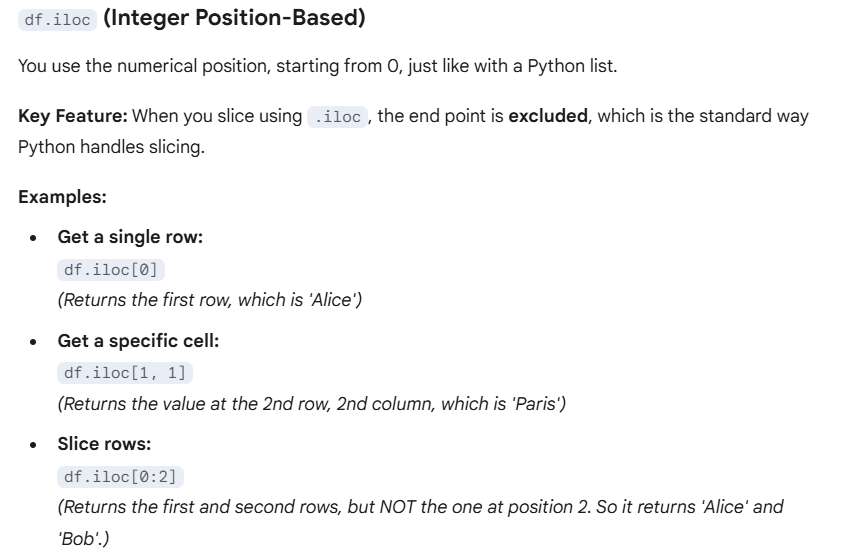 df.iloc (Integer Position-Based)
You use the numerical position, starting from 0, just like with a Python list.
Key Feature: When you slice using .iloc, the end point is excluded, which is the standard way
Python handles slicing.
Examples:
• Get a single row:
df.iloc[0]
(Returns the first row, which is 'Alice')
• Get a specific cell:
df.iloc[1, 1]
(Returns the value at the 2nd row, 2nd column, which is 'Paris')
• Slice rows:
df.iloc[0:2]
(Returns the first and second rows, but NOT the one at position 2. So it returns 'Alice' and
'Bob'.)